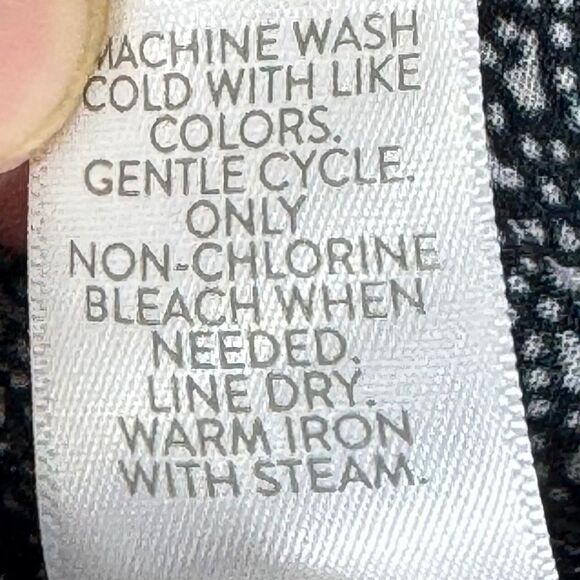 MACHINE WASH
COLD WITH LIKE
COLORS.
GENTLE CYCLE.
ONLY
NON-CHLORINE
BLEACH WHEN
NEEDED.
LINE DRY.
WARM IRON
WITH STEAM.